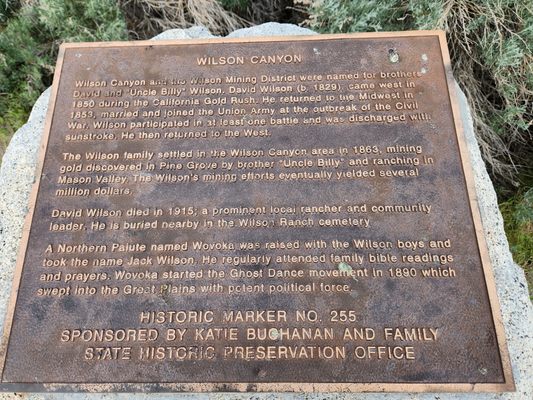 WILSON CANYON
Wilson Canyon and the Wilson Mining District were named for brothers
David and "Uncle Billy" Wilson. David Wilson (b. 1829) came west in
1850 during the California Gold Rush. He returned to the Midwest in
1853, married and joined the Union Army at the outbreak of the Civil
War. Wilson participated in at least one battle and was discharged with
sunstroke. He then returned to the West.
The Wilson family settled in the Wilson Canyon area in 1863, mining
gold discovered in Pine Grove by brother "Uncle Billy" and ranching in
Mason Valley. The Wilson's mining efforts eventually yielded several
million dollars.
David Wilson died in 1915; a prominent local rancher and community
leader. He is buried nearby in the Wilson Ranch cemetery
A Northern Paiute named Wovoka was raised with the Wilson boys and
took the name Jack Wilson. He regularly attended family bible readings
and prayers. Wovoka started the Ghost Dance movement in 1890 which
swept into the Great Plains with potent political force.
HISTORIC MARKER NO. 255
SPONSORED BY KATIE BUCHANAN AND FAMILY
STATE HISTORIC PRESERVATION OFFICE